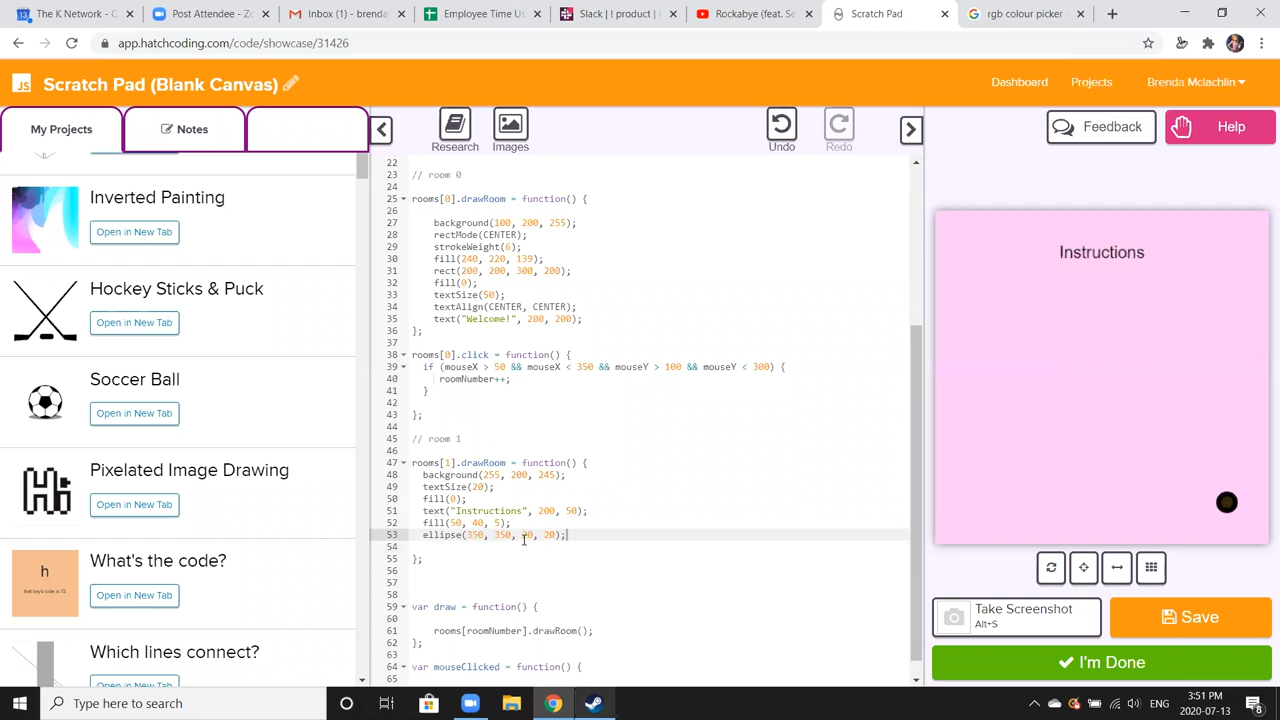 The K Network - C
Post Attendee - Zo
Inbox (1) - brenda
Employee Time Us
Slack | ! product | k
Rockabye (feat. Se
Scratch Pad
rgb colour picker -
app.hatchcoding.com/code/showcase/31426
JS Scratch Pad (Blank Canvas)
Dashboard
Projects
Brenda Mclachlin
My Projects
Notes
Research
Images
Undo
Redo
Feedback
Help
Inverted Painting
Open in New Tab
Hockey Sticks & Puck
Open in New Tab
Soccer Ball
Open in New Tab
Pixelated Image Drawing
Open in New Tab
What's the code?
Open in New Tab
h
that key's code is 72
Which lines connect?
22
23 // room 0
24
25 rooms[0].drawRoom = function() {
26
27 background(100, 200, 255);
28 rectMode(CENTER);
29 strokeWeight(6);
30 fill(240, 220, 139);
31 rect(200, 200, 300, 200);
32 fill(0);
33 textSize(50);
34 textAlign(CENTER, CENTER);
35 text("Welcome!", 200, 200);
36 };
37
38 rooms[0].click = function() {
39 if (mouseX > 50 && mouseX < 350 && mouseY > 100 && mouseY < 300) {
40 roomNumber++;
41 }
42
43 };
44
45 // room 1
46
47 rooms[1].drawRoom = function() {
48 background(255, 200, 245);
49 textSize(20);
50 fill(0);
51 text("Instructions", 200, 50);
52 fill(50, 40, 5);
53 ellipse(350, 350, 20, 20);
54
55 };
56
57
58
59 var draw = function() {
60
61 rooms[roomNumber].drawRoom();
62 };
63
64 var mouseClicked = function() {
65
Instructions
Take Screenshot
Alt+S
Save
I'm Done
Type here to search
ENG
3:51 PM
2020-07-13
8